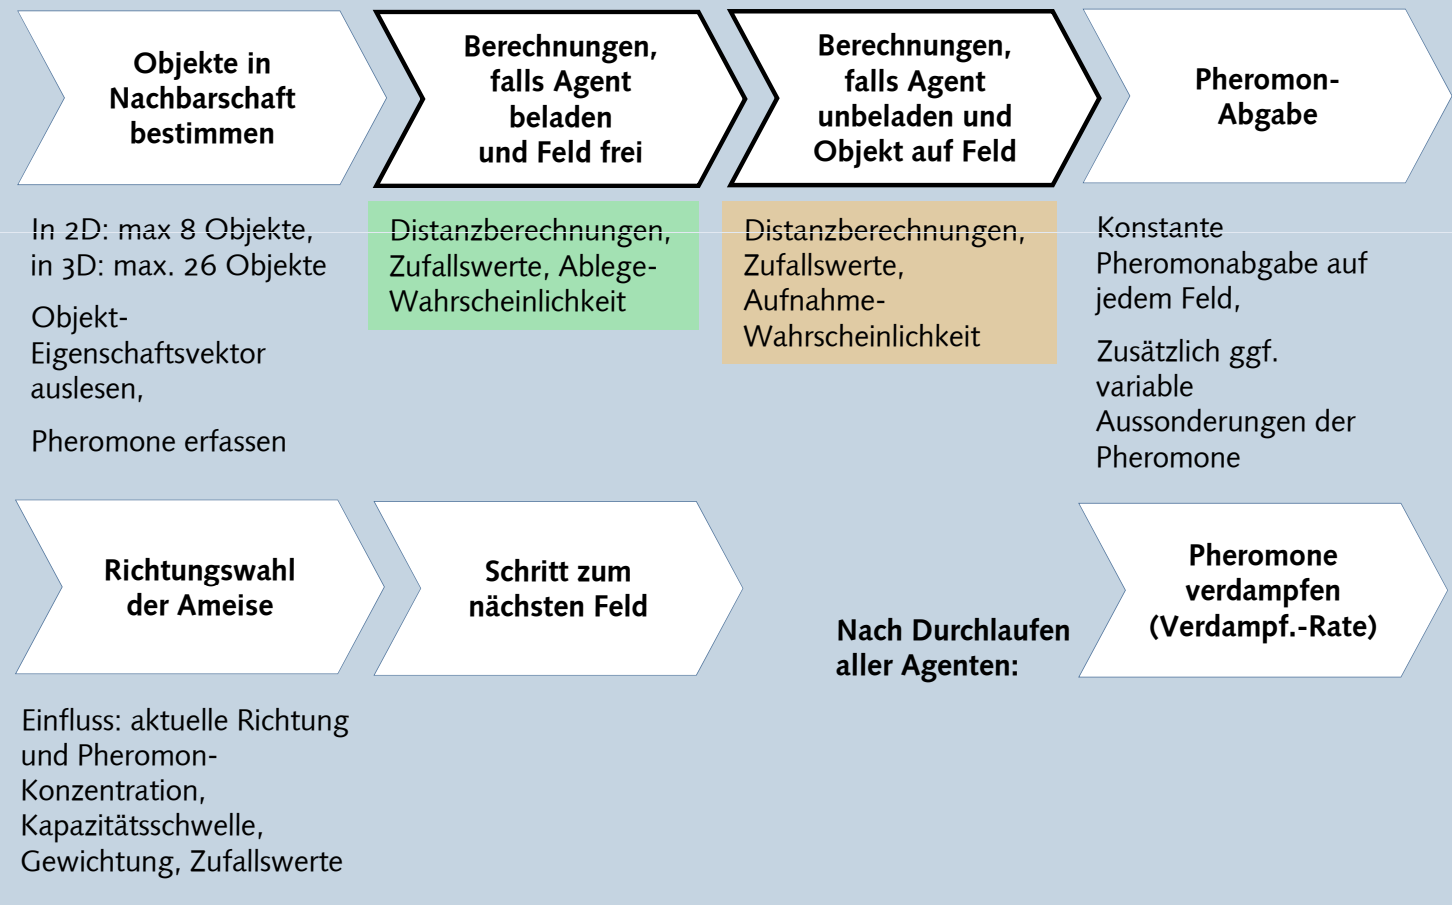 Objekte in
Nachbarschaft
bestimmen
Berechnungen,
falls Agent
beladen
und Feld frei
Berechnungen,
falls Agent
unbeladen und
Objekt auf Feld
Pheromon-
Abgabe
In 2D: max 8 Objekte,
in 3D: max. 26 Objekte
Objekt-
Eigenschaftsvektor
auslesen,
Pheromone erfassen
Distanzberechnungen,
Zufallswerte, Ablege-
Wahrscheinlichkeit
Distanzberechnungen,
Zufallswerte,
Aufnahme-
Wahrscheinlichkeit
Konstante
Pheromonabgabe auf
jedem Feld,
Zusätzlich ggf.
variable
Aussonderungen der
Pheromone
Richtungswahl
der Ameise
Schritt zum
nächsten Feld
Nach Durchlaufen
aller Agenten:
Pheromone
verdampfen
(Verdampf.-Rate)
Einfluss: aktuelle Richtung
und Pheromon-
Konzentration,
Kapazitätsschwelle,
Gewichtung, Zufallswerte